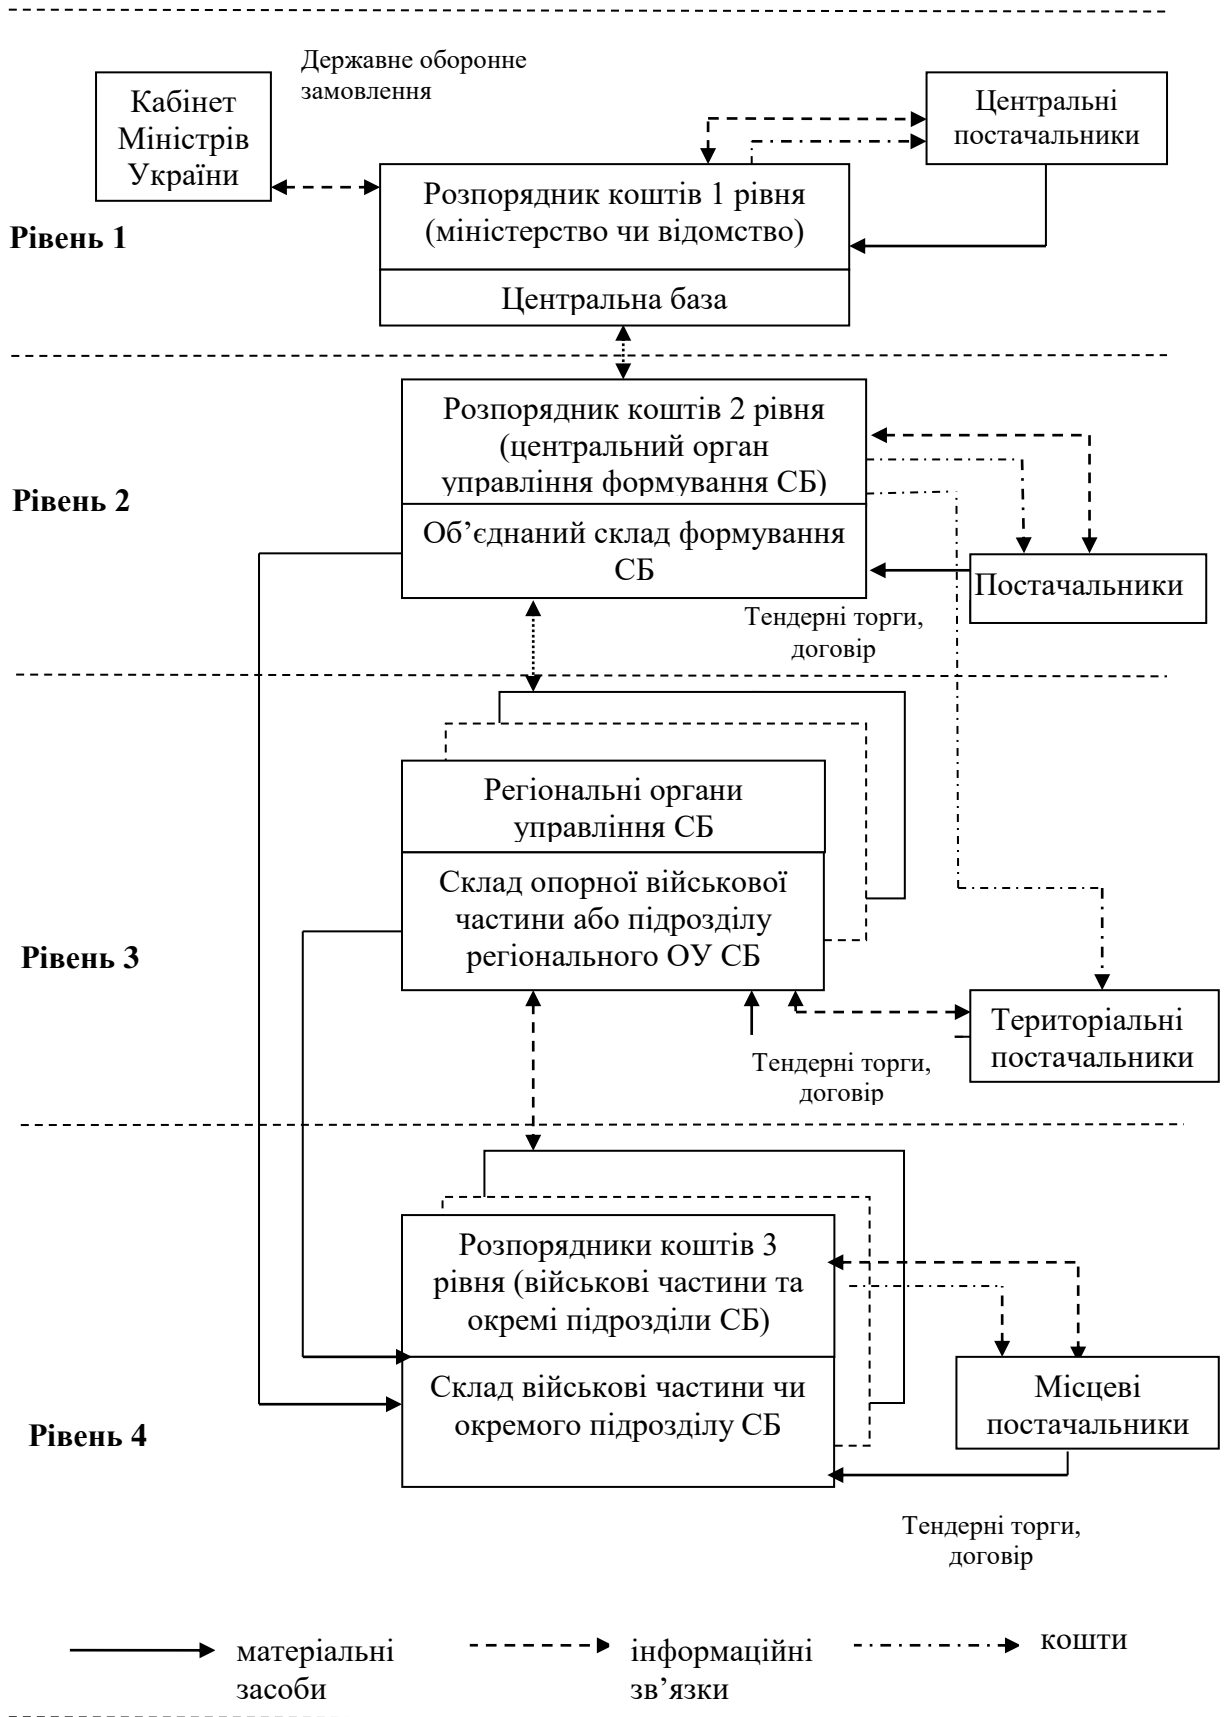 Державне оборонне
замовлення
Кабінет
Міністрів
України
Центральні
постачальники
Розпорядник коштів 1 рівня
(міністерство чи відомство)
Рівень 1
Центральна база
Розпорядник коштів 2 рівня
(центральний орган
управління формування СБ)
Рівень 2
Об’єднаний склад формування
СБ
Постачальники
Тендерні торги,
договір
Регіональні органи
управління СБ
Склад опорної військової
частини або підрозділу
регіонального ОУ СБ
Рівень 3
Територіальні
постачальники
Тендерні торги,
договір
Розпорядники коштів 3
рівня (військові частини та
окремі підрозділи СБ)
Склад військові частини чи
окремого підрозділу СБ
Місцеві
постачальники
Рівень 4
Тендерні торги,
договір
матеріальні
засоби
інформаційні
зв’язки
кошти